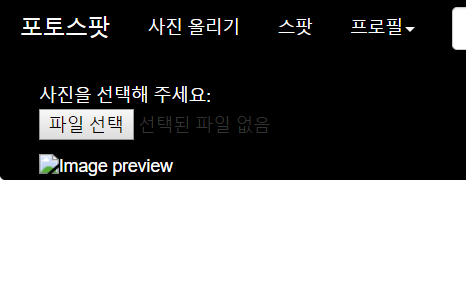 포토스팟 사진 올리기 스팟 프로필
사진을 선택해 주세요:
파일 선택 선택된 파일 없음
Image preview